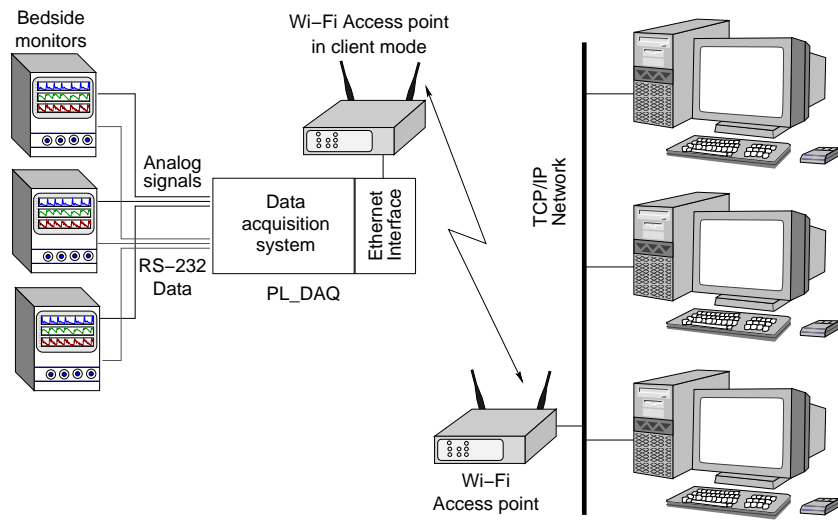 Bedside
monitors
Wi−Fi Access point
in client mode
Analog
signals
Data
acquisition
system
Ethernet
Interface
RS−232
Data
PL_DAQ
TCP/IP
Network
Wi−Fi
Access point